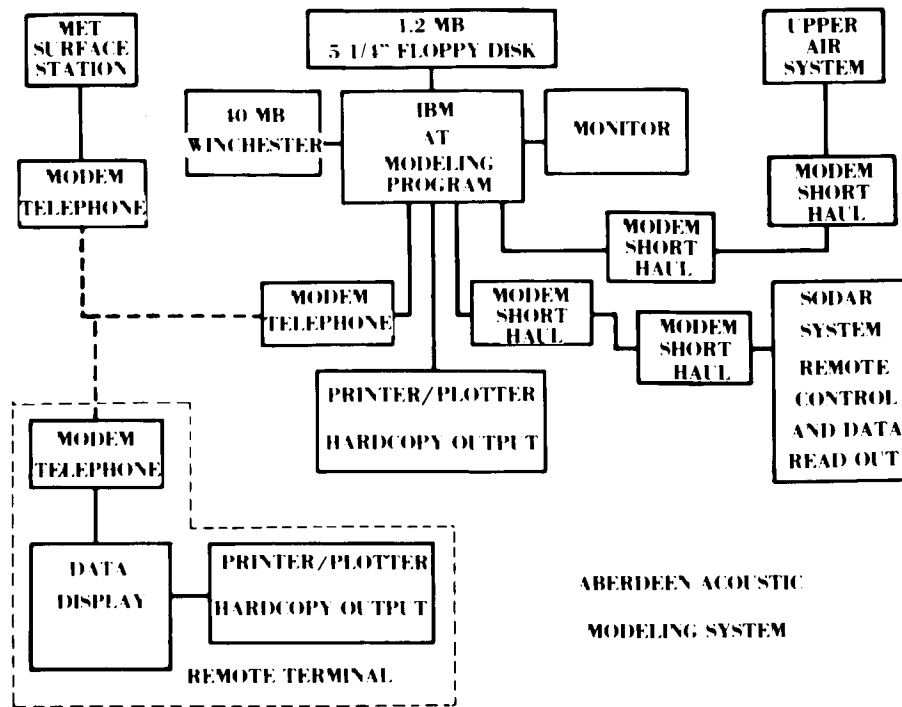 MET
SURFACE
STATION
1.2 MB
5 1/4" FLOPPY DISK
UPPER
AIR
SYSTEM
40 MB
WINCHESTER
IBM
AT
MODELING
PROGRAM
MONITOR
MODEM
TELEPHONE
MODEM
SHORT
HAUL
MODEM
SHORT
HAUL
MODEM
TELEPHONE
MODEM
SHORT
HAUL
MODEM
SHORT
HAUL
SODAR
SYSTEM
REMOTE
CONTROL
AND DATA
READ OUT
PRINTER/PLOTTER
HARDCOPY OUTPUT
MODEM
TELEPHONE
DATA
DISPLAY
PRINTER/PLOTTER
HARDCOPY OUTPUT
REMOTE TERMINAL
ABERDEEN ACOUSTIC
MODELING SYSTEM